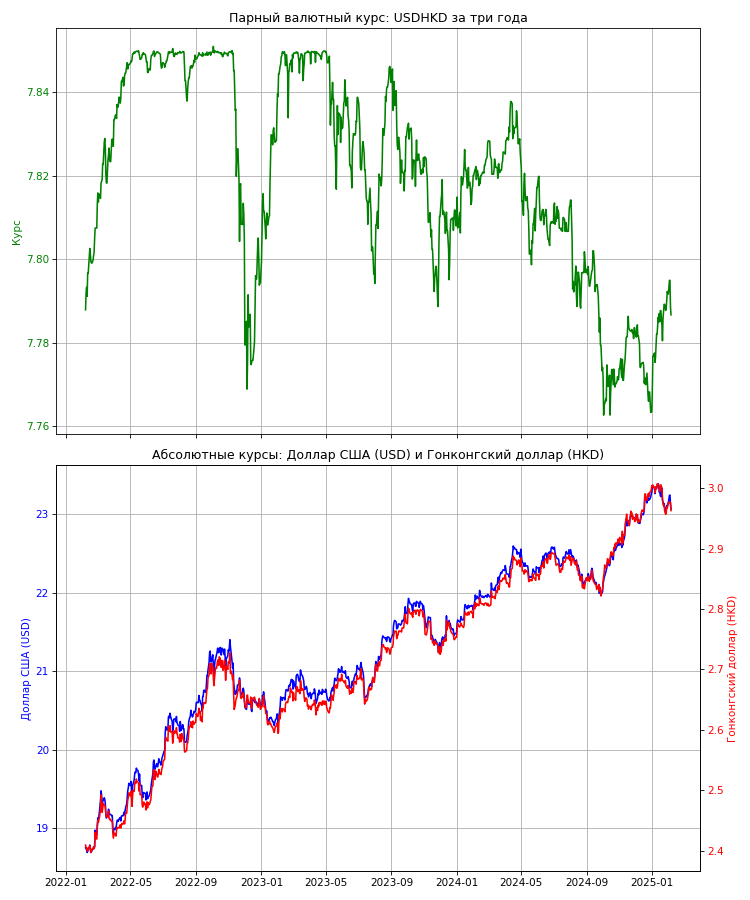 Парный валютный курс: USDHKD за три года
Курс
7.84
7.82
7.80
7.78
7.76
Абсолютные курсы: Доллар США (USD) и Гонконгский доллар (HKD)
Доллар США (USD)
23
22
21
20
19
3.0
2.9
2.8
2.7
2.6
2.5
2.4
Гонконгский доллар (HKD)
2022-01 2022-05 2022-09 2023-01 2023-05 2023-09 2024-01 2024-05 2024-09 2025-01